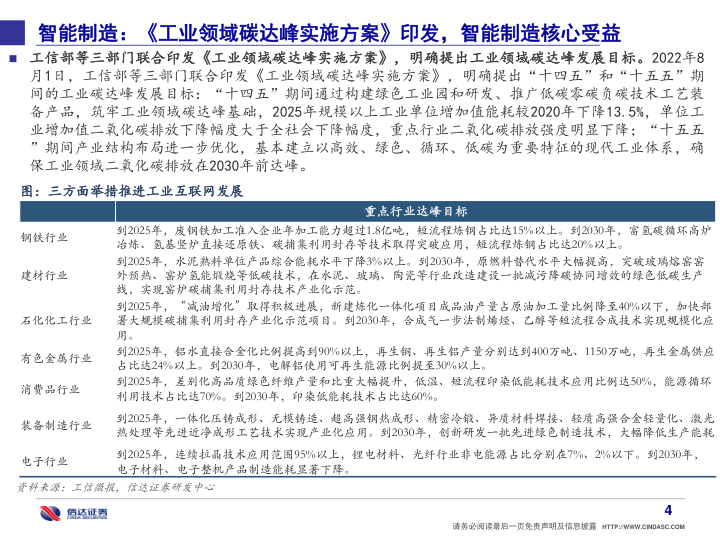 智能制造：《工业领域碳达峰实施方案》印发，智能制造核心受益
■ 工信部等三部门联合印发《工业领域碳达峰实施方案》，明确提出工业领域碳达峰发展目标。2022年8
月1日，工信部等三部门联合印发《工业领域碳达峰实施方案》，明确提出“十四五”和“十五五”期
间的工业碳达峰发展目标：“十四五”期间通过构建绿色工业园和研发、推广低碳零碳负碳技术工艺装
备产品，筑牢工业领域碳达峰基础，2025年规模以上工业单位增加值能耗较2020年下降13.5%，单位工
业增加值二氧化碳排放下降幅度大于全社会下降幅度，重点行业二氧化碳排放强度明显下降；“十五五
”期间产业结构布局进一步优化，基本建立以高效、绿色、循环、低碳为重要特征的现代工业体系，确
保工业领域二氧化碳排放在2030年前达峰。
图：三方面举措推进工业互联网发展
重点行业达峰目标
钢铁行业
到2025年，废钢铁加工准入企业年加工能力超过1.8亿吨，短流程炼钢占比达15%以上。到2030年，富氢碳循环高炉
冶炼、氢基竖炉直接还原铁、碳捕集利用封存等技术取得突破应用，短流程炼钢占比达20%以上。
建材行业
到2025年，水泥熟料单位产品综合能耗水平下降3%以上。到2030年，原燃料替代水平大幅提高，突破玻璃熔窑窑
外预热、窑炉氢能煅烧等低碳技术，在水泥、玻璃、陶瓷等行业改造建设一批减污降碳协同增效的绿色低碳生产
线，实现窑炉碳捕集利用封存技术产业化示范。
石化化工行业
到2025年，“减油增化”取得积极进展，新建炼化一体化项目成品油产量占原油加工量比例降至40%以下，加快部
署大规模碳捕集利用封存产业化示范项目。到2030年，合成气一步法制烯烃、乙醇等短流程合成技术实现规模化应
用。
有色金属行业
到2025年，铝水直接合金化比例提高到90%以上，再生铜、再生铝产量分别达到400万吨、1150万吨，再生金属供应
占比达24%以上。到2030年，电解铝使用可再生能源比例提至30%以上。
消费品行业
到2025年，差别化高品质绿色纤维产量和比重大幅提升，低温、短流程印染低能耗技术应用比例达50%，能源循环
利用技术占比达70%。到2030年，印染低能耗技术占比达60%。
装备制造行业
到2025年，一体化压铸成形、无模铸造、超高强钢热成形、精密冷锻、异质材料焊接、轻质高强合金轻量化、激光
热处理等先进近净成形工艺技术实现产业化应用。到2030年，创新研发一批先进绿色制造技术，大幅降低生产能耗
电子行业
到2025年，连续拉晶技术应用范围95%以上，锂电材料、光纤行业非电能源占比分别在7%、2%以下。到2030年，
电子材料、电子整机产品制造能耗显著下降。
资料来源：工信微报，信达证券研发中心
信达证券
CINDA SECURITIES
4
请务必阅读最后一页免责声明及信息披露 HTTP://WWW.CINDASC.COM